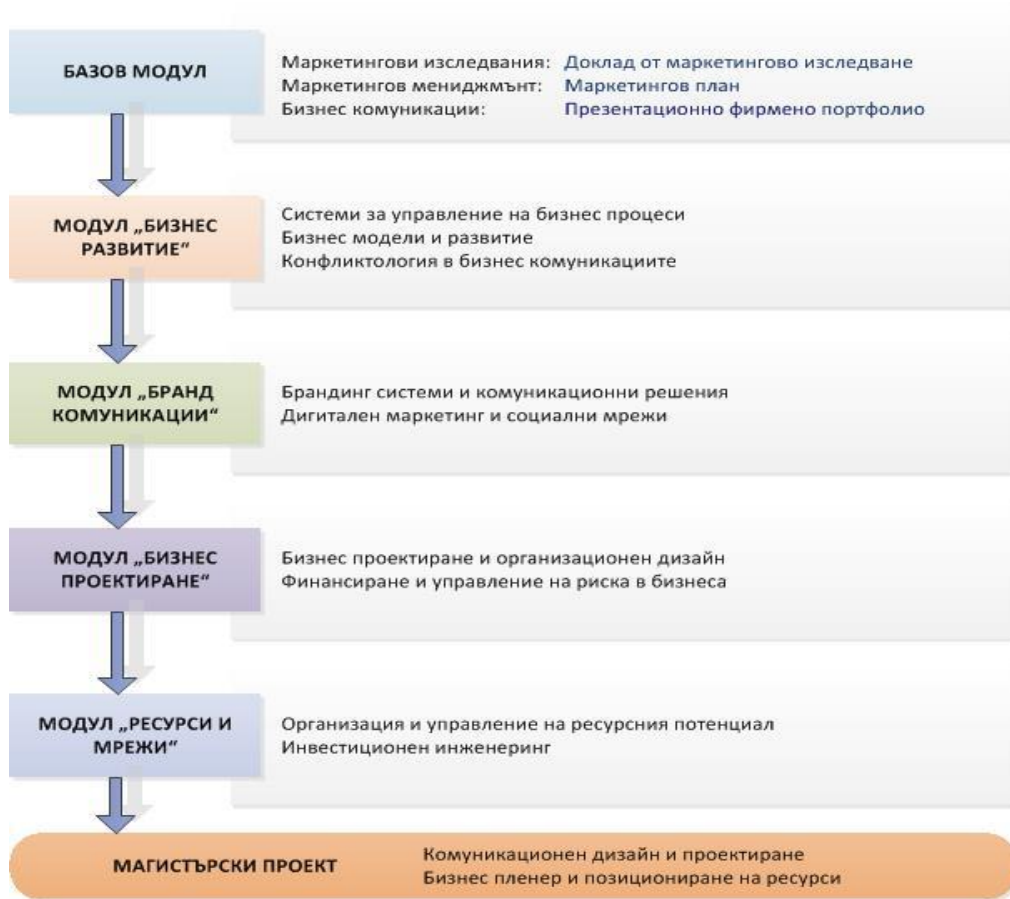 БАЗОВ МОДУЛ
Маркетингови изследвания: Доклад от маркетингово изследване
Маркетингов мениджмънт: Маркетингов план
Бизнес комуникации: Презентационно фирмено портфолио
МОДУЛ „БИЗНЕС
РАЗВИТИЕ“
Системи за управление на бизнес процеси
Бизнес модели и развитие
Конфликтология в бизнес комуникациите
МОДУЛ „БРАНД
КОМУНИКАЦИИ“
Брандинг системи и комуникационни решения
Дигитален маркетинг и социални мрежи
МОДУЛ „БИЗНЕС
ПРОЕКТИРАНЕ“
Бизнес проектиране и организационен дизайн
Финансиране и управление на риска в бизнеса
МОДУЛ „РЕСУРСИ И
МРЕЖИ“
Организация и управление на ресурсния потенциал
Инвестиционен инженеринг
МАГИСТЪРСКИ ПРОЕКТ
Комуникационен дизайн и проектиране
Бизнес пленер и позициониране на ресурси